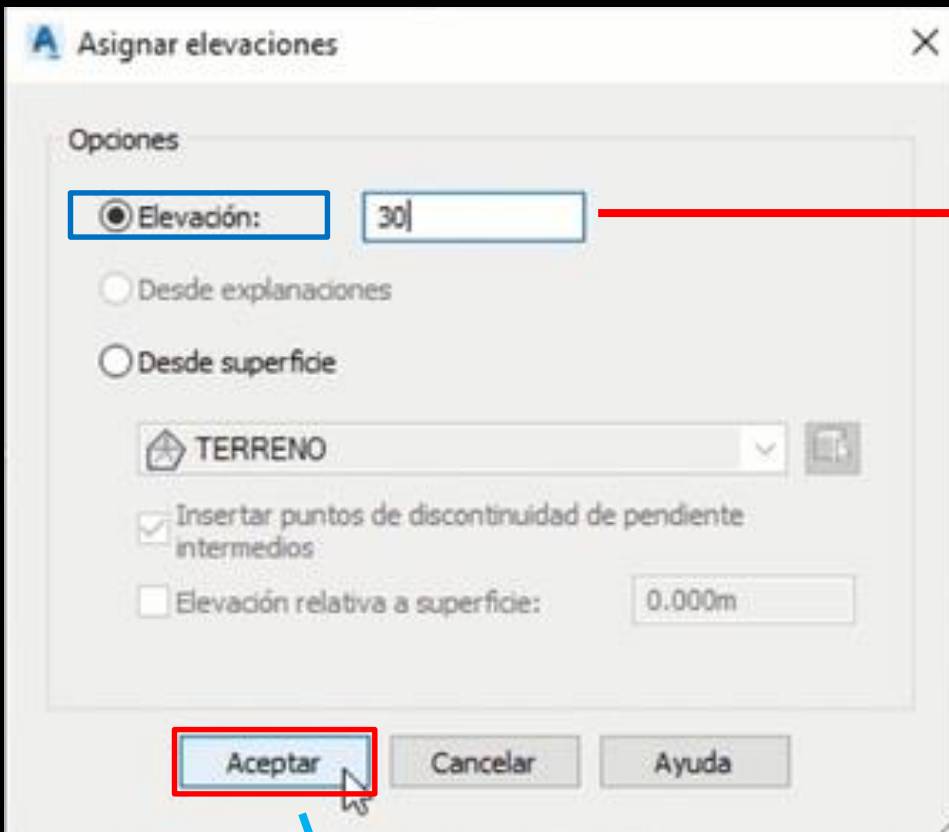 Asignar elevaciones
Opciones
Elevación: 30
Desde explanaciones
Desde superficie
TERRENO
Insertar puntos de discontinuidad de pendiente
intermedios
Elevación relativa a superficie: 0.000m
Aceptar Cancelar Ayuda